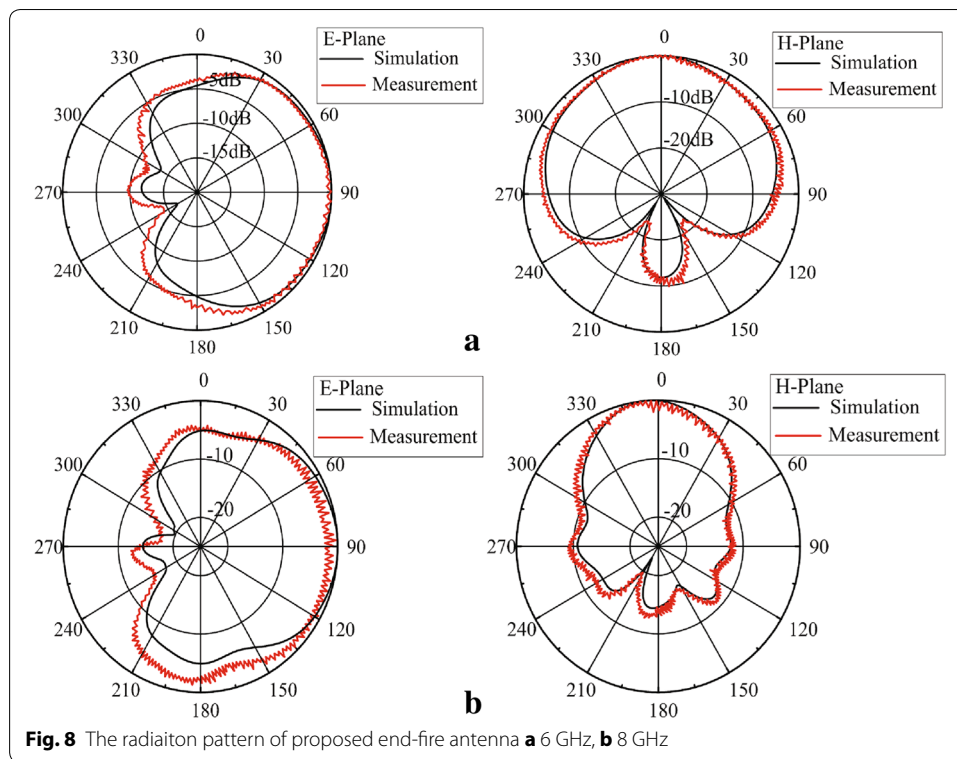 0
330
30
300
60
270
90
240
120
210
150
180
-5dB
-10dB
-15dB
E-Plane
Simulation
Measurement
0
330
30
300
60
270
90
240
120
210
150
180
-10dB
-20dB
H-Plane
Simulation
Measurement
a
0
330
30
300
60
270
90
240
120
210
150
180
-10
-20
E-Plane
Simulation
Measurement
0
330
30
300
60
270
90
240
120
210
150
180
-10
-20
H-Plane
Simulation
Measurement
b
Fig. 8 The radiaiton pattern of proposed end-fire antenna a 6 GHz, b 8 GHz